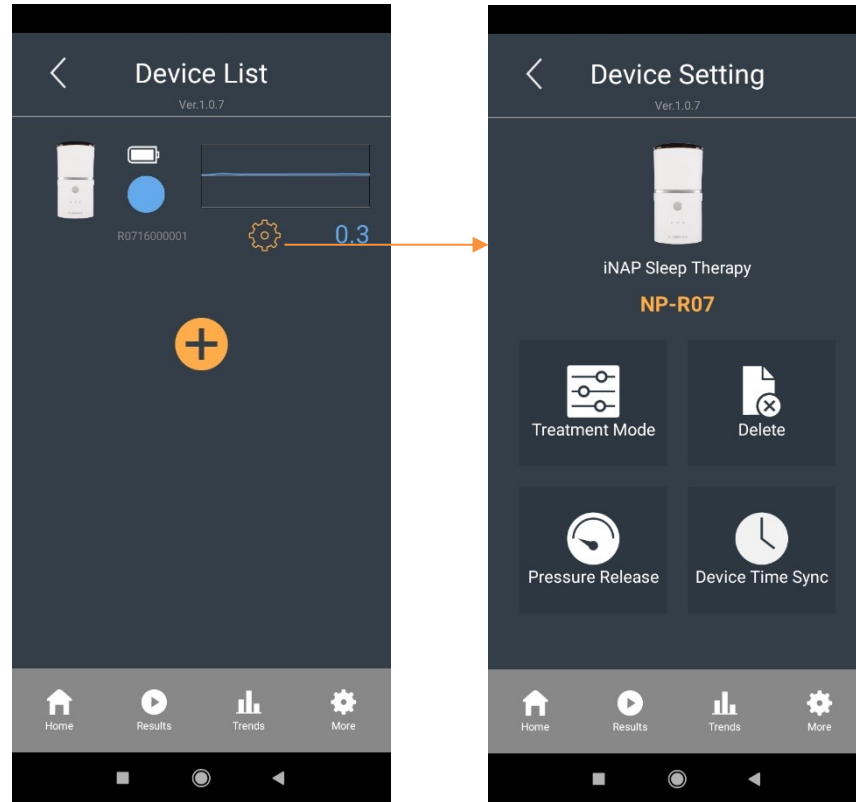 Device List
Ver.1.0.7
R0716000001
0.3
Home
Results
Trends
More
Device Setting
Ver.1.0.7
iNAP Sleep Therapy
NP-R07
Treatment Mode
Delete
Pressure Release
Device Time Sync
Home
Results
Trends
More